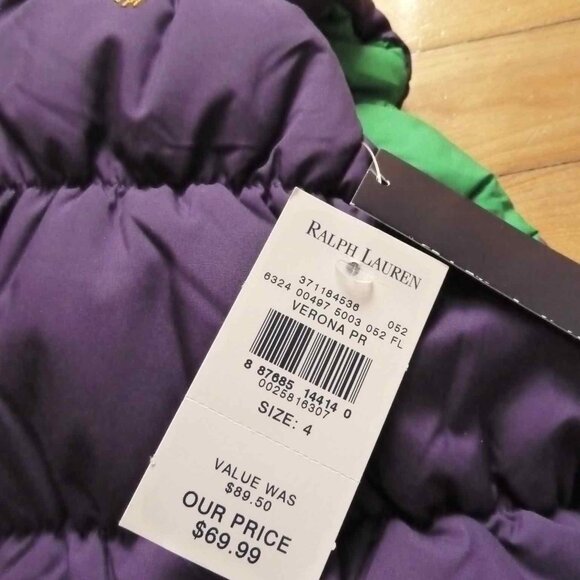 RALPH LAUREN
371184536 052
6324 00497 5003 052 FL
VERONA PR
8 87685 14414 0
0025816307
SIZE: 4
VALUE WAS
$89.50
OUR PRICE
$69.99